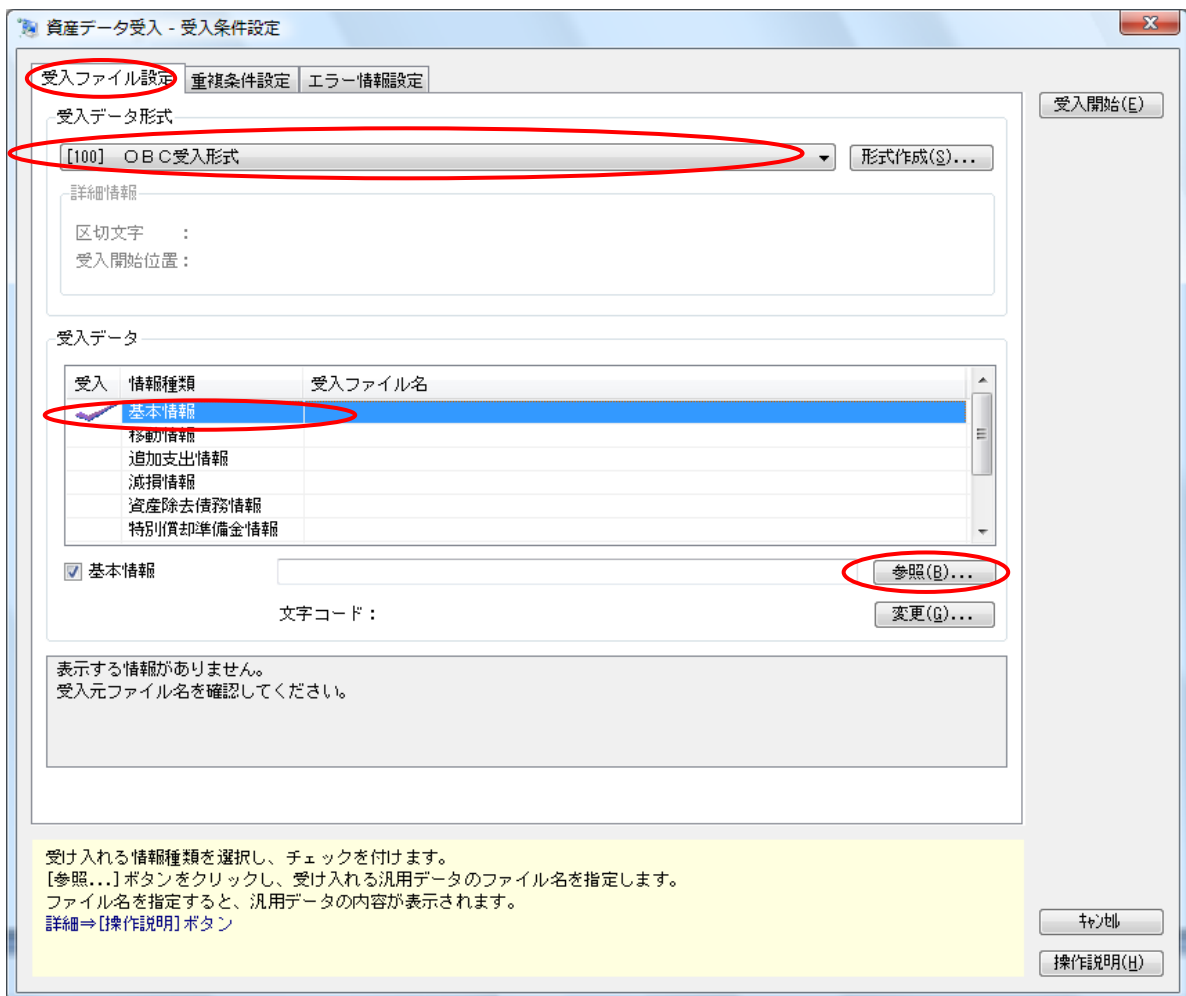 資産データ受入 - 受入条件設定
受入ファイル設定 重複条件設定 エラー情報設定
受入開始(E)
受入データ形式
[100] OBC受入形式
形式作成(S)...
詳細情報
区切文字 :
受入開始位置:
受入データ
受入 情報種類 受入ファイル名
基本情報
移動情報
追加支出情報
減損情報
資産除去債務情報
特別償却準備金情報
基本情報
参照(B)...
文字コード:
変更(G)...
表示する情報がありません。
受入元ファイル名を確認してください。
受け入れる情報種類を選択し、チェックを付けます。
[参照...]ボタンをクリックし、受け入れる汎用データのファイル名を指定します。
ファイル名を指定すると、汎用データの内容が表示されます。
詳細⇒[操作説明]ボタン
キャンセル
操作説明(H)